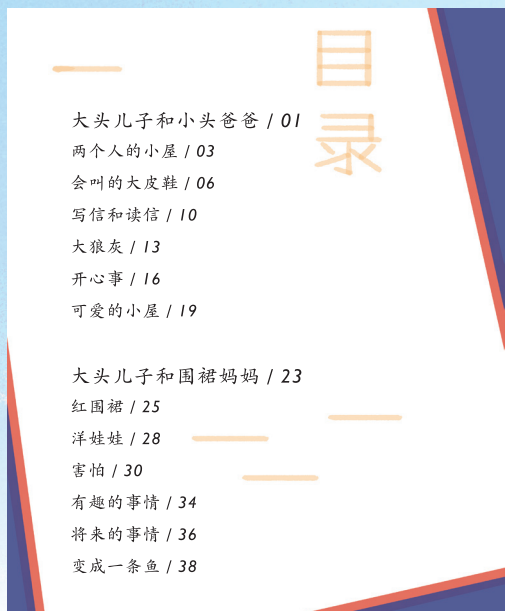 目录
大头儿子和小头爸爸 / 01
两个人的小屋 / 03
会叫的大皮鞋 / 06
写信和读信 / 10
大狼灰 / 13
开心事 / 16
可爱的小屋 / 19
大头儿子和围裙妈妈 / 23
红围裙 / 25
洋娃娃 / 28
害怕 / 30
有趣的事情 / 34
将来的事情 / 36
变成一条鱼 / 38